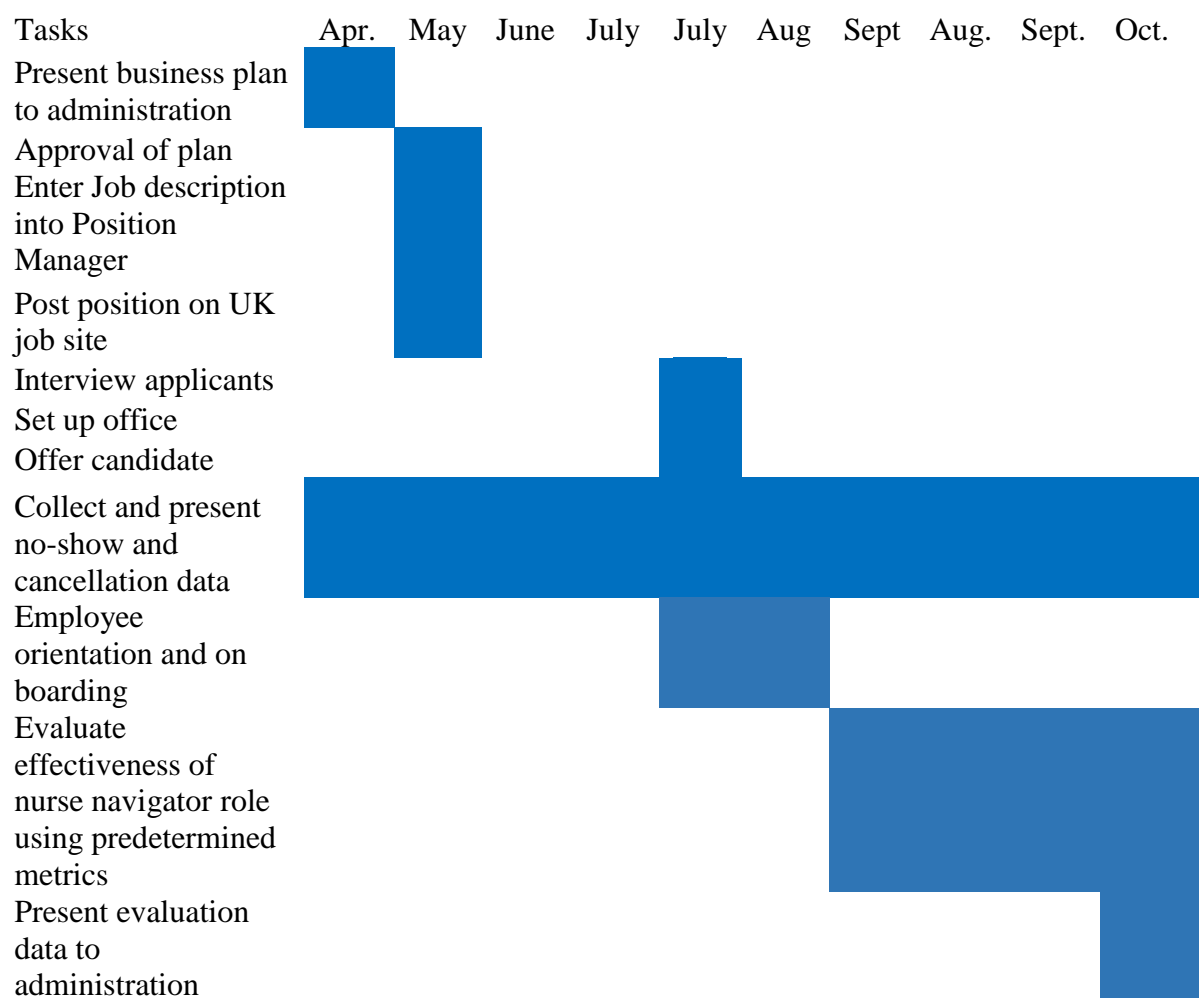 Tasks Apr. May June July July Aug Sept Aug. Sept. Oct.
Present business plan
to administration
Approval of plan
Enter Job description
into Position
Manager
Post position on UK
job site
Interview applicants
Set up office
Offer candidate
Collect and present
no-show and
cancellation data
Employee
orientation and on
boarding
Evaluate
effectiveness of
nurse navigator role
using predetermined
metrics
Present evaluation
data to
administration